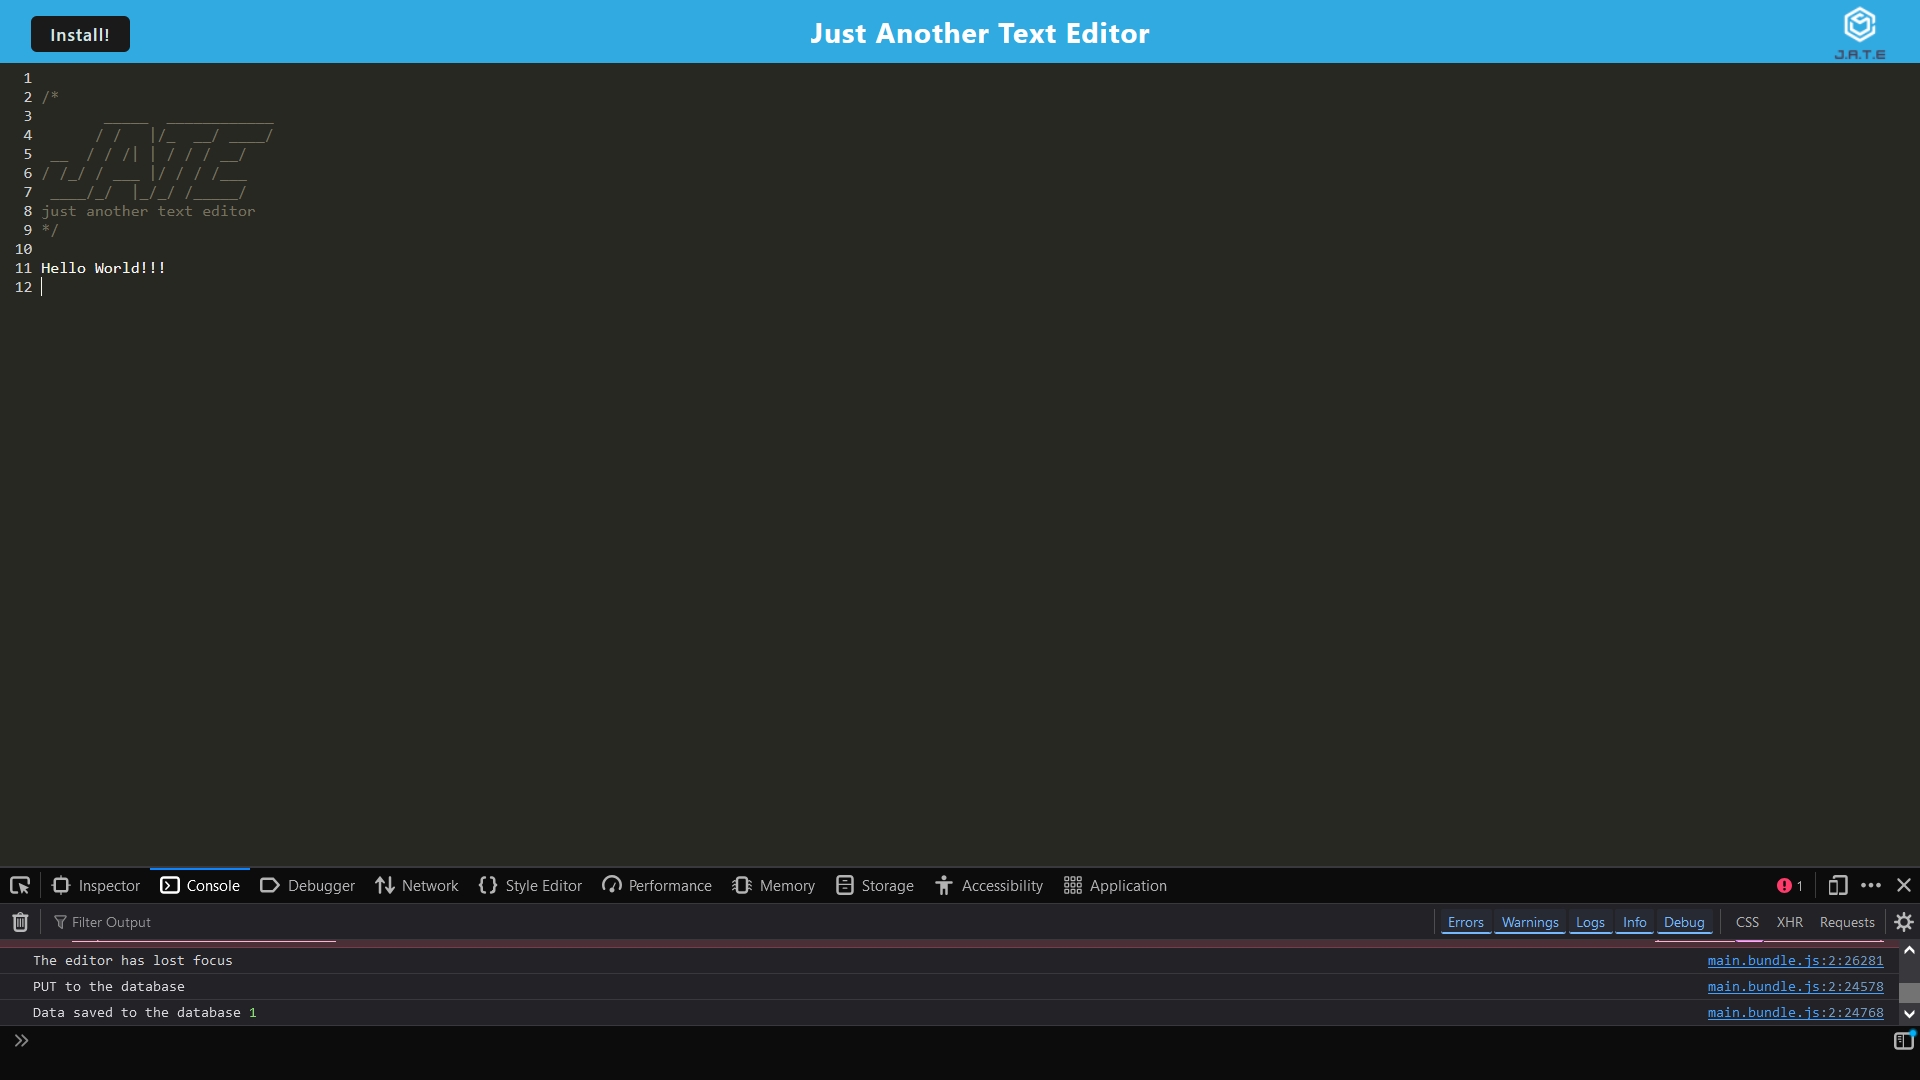 Install!
Just Another Text Editor
J.A.T.E
1
2 /*
3       _____  ____________
4      / /   |/_  __/ ____/
5 __  / / /| | / / / __/
6 / /_/ / ___ |/ / / /___
7 ____/_/  |_/_/ /_____/
8 just another text editor
9 */
10
11 Hello World!!!
12
Inspector Console Debugger Network Style Editor Performance Memory Storage Accessibility Application 1
Filter Output Errors Warnings Logs Info Debug CSS XHR Requests
The editor has lost focus main.bundle.js:2:26281
PUT to the database main.bundle.js:2:24578
Data saved to the database 1 main.bundle.js:2:24768